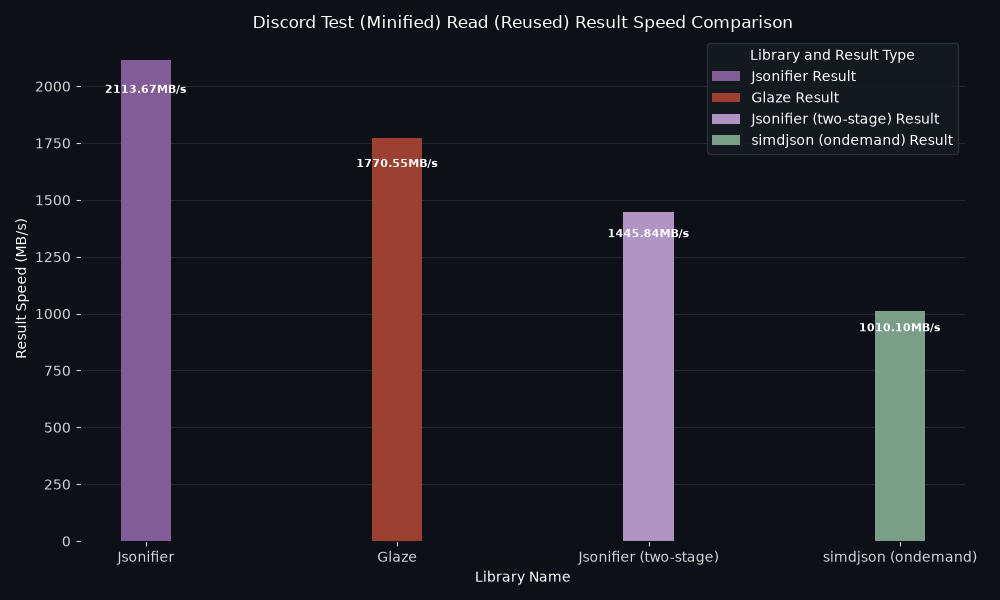 Discord Test (Minified) Read (Reused) Result Speed Comparison
Library and Result Type
Jsonifier Result
Glaze Result
Jsonifier (two-stage) Result
simdjson (ondemand) Result
Result Speed (MB/s)
2000
1750
1500
1250
1000
750
500
250
0
2113.67MB/s
1770.55MB/s
1445.84MB/s
1010.10MB/s
Jsonifier
Glaze
Jsonifier (two-stage)
simdjson (ondemand)
Library Name